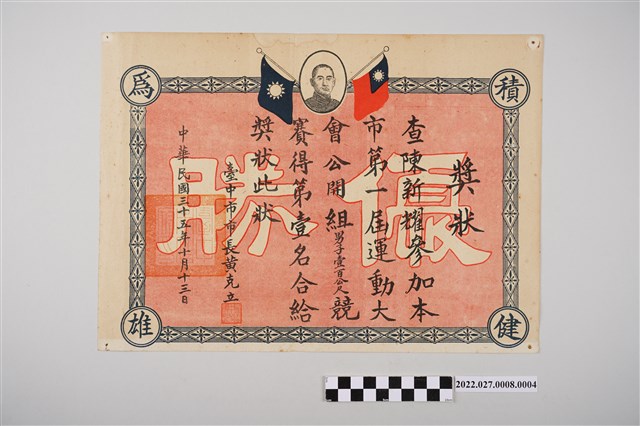 獎狀
查陳新耀參加本
市第一屆運動大
會公開組男子壹百公尺競
賽得第壹名合給
獎狀此狀
臺中市市長黃克立
中華民國三十五年十月十三日
優勝
積健為雄
2022.027.0008.0004